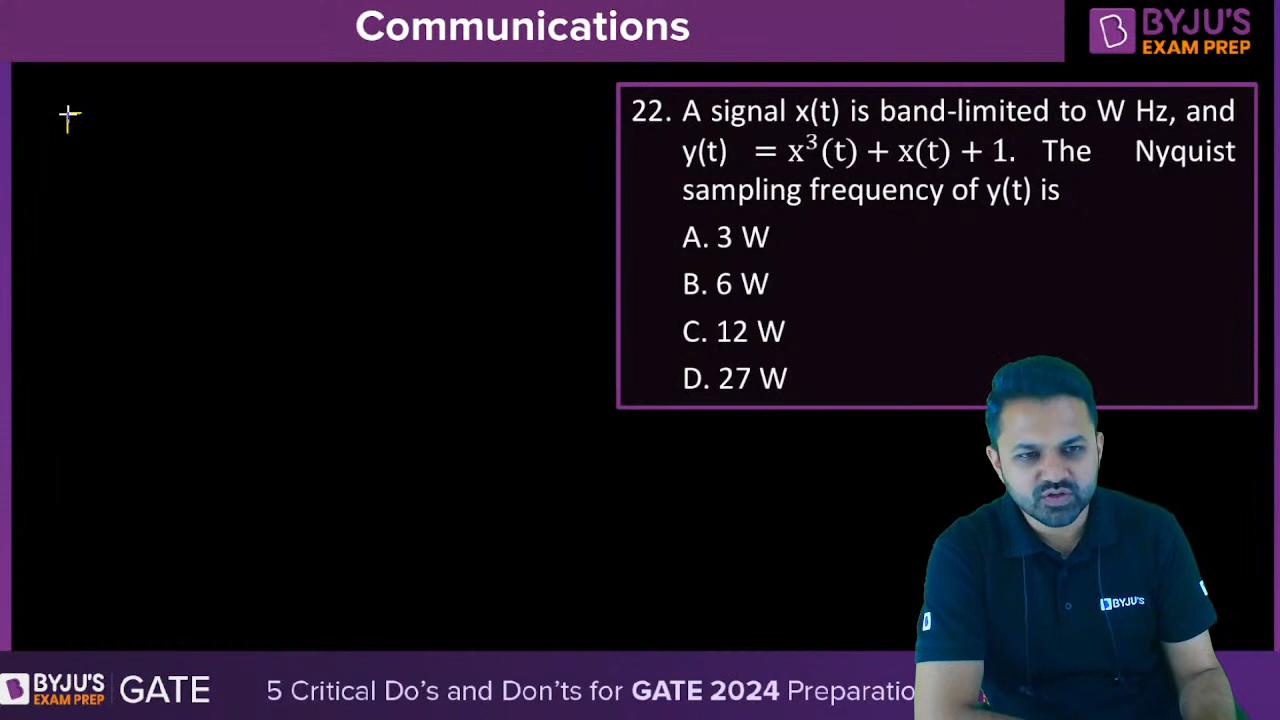 Communications
BYJU'S
EXAM PREP
22. A signal x(t) is band-limited to W Hz, and
y(t) = x³(t) + x(t) + 1. The Nyquist
sampling frequency of y(t) is
A. 3 W
B. 6 W
C. 12 W
D. 27 W
BYJU'S
BYJU'S
EXAM PREP
GATE
5 Critical Do's and Don'ts for GATE 2024 Preparatio